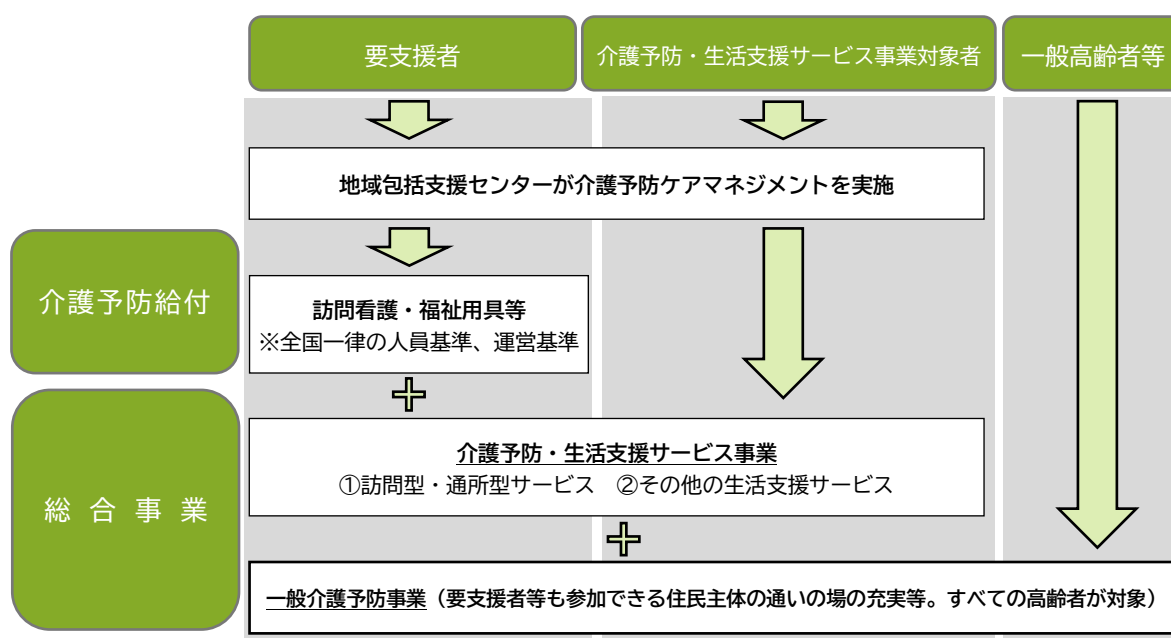 要支援者
介護予防・生活支援サービス事業対象者
一般高齢者等
地域包括支援センターが介護予防ケアマネジメントを実施
介護予防給付
訪問看護・福祉用具等
※全国一律の人員基準、運営基準
総合事業
介護予防・生活支援サービス事業
①訪問型・通所型サービス　②その他の生活支援サービス
一般介護予防事業（要支援者等も参加できる住民主体の通いの場の充実等。すべての高齢者が対象）